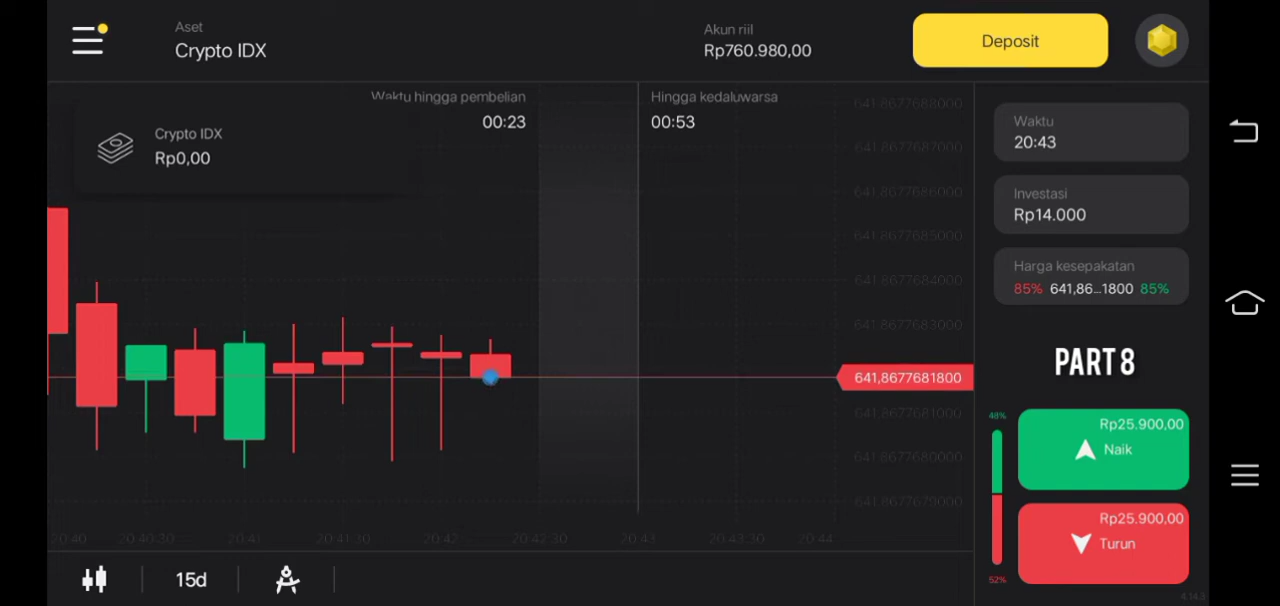 Aset
Crypto IDX
Akun riil
Rp760.980,00
Deposit
Waktu hingga pembelian
00:23
Hingga kedaluwarsa
00:53
Crypto IDX
Rp0,00
641,8677688000
641,8677687000
641,8677686000
641,8677685000
641,8677684000
641,8677683000
641,8677681800
641,8677681000
641,8677680000
641,8677679000
20:40
20:40:30
20:41
20:41:30
20:42
20:42:30
20:43
20:43:30
20:44
15d
Waktu
20:43
Investasi
Rp14.000
Harga kesepakatan
85% 641,86...1800 85%
PART 8
48%
Rp25.900,00
Naik
Rp25.900,00
Turun
52%
4.14.3